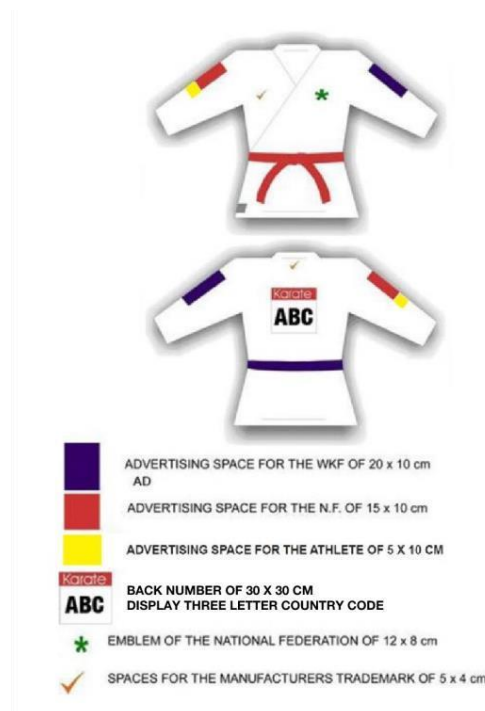 Karate
ABC
ADVERTISING SPACE FOR THE WKF OF 20 x 10 cm
AD
ADVERTISING SPACE FOR THE N.F. OF 15 x 10 cm
ADVERTISING SPACE FOR THE ATHLETE OF 5 X 10 CM
Karate
ABC
BACK NUMBER OF 30 X 30 CM
DISPLAY THREE LETTER COUNTRY CODE
EMBLEM OF THE NATIONAL FEDERATION OF 12 x 8 cm
SPACES FOR THE MANUFACTURERS TRADEMARK OF 5 x 4 cm